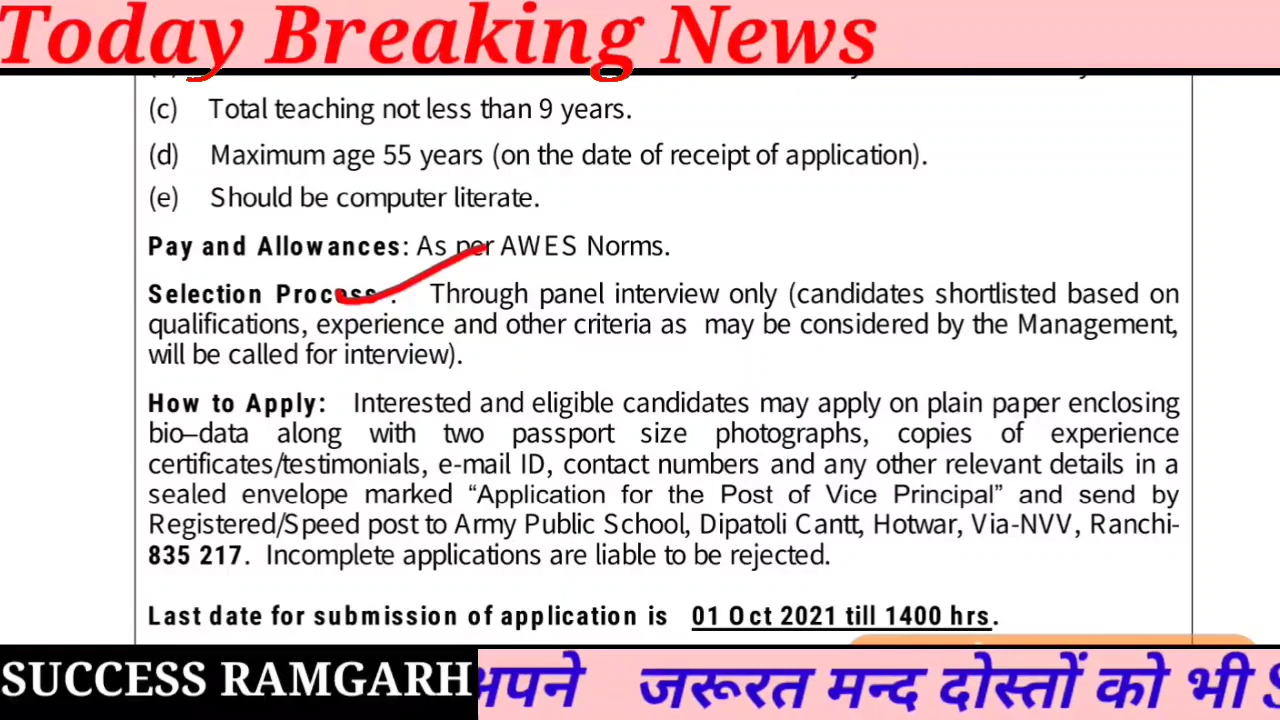 Today Breaking News
(c) Total teaching not less than 9 years.
(d) Maximum age 55 years (on the date of receipt of application).
(e) Should be computer literate.
Pay and Allowances: As per AWES Norms.
Selection Process : Through panel interview only (candidates shortlisted based on
qualifications, experience and other criteria as may be considered by the Management,
will be called for interview).
How to Apply: Interested and eligible candidates may apply on plain paper enclosing
bio–data along with two passport size photographs, copies of experience
certificates/testimonials, e-mail ID, contact numbers and any other relevant details in a
sealed envelope marked “Application for the Post of Vice Principal” and send by
Registered/Speed post to Army Public School, Dipatoli Cantt, Hotwar, Via-NVV, Ranchi-
835 217. Incomplete applications are liable to be rejected.
Last date for submission of application is 01 Oct 2021 till 1400 hrs.
SUCCESS RAMGARH अपने जरूरत मन्द दोस्तों को भी